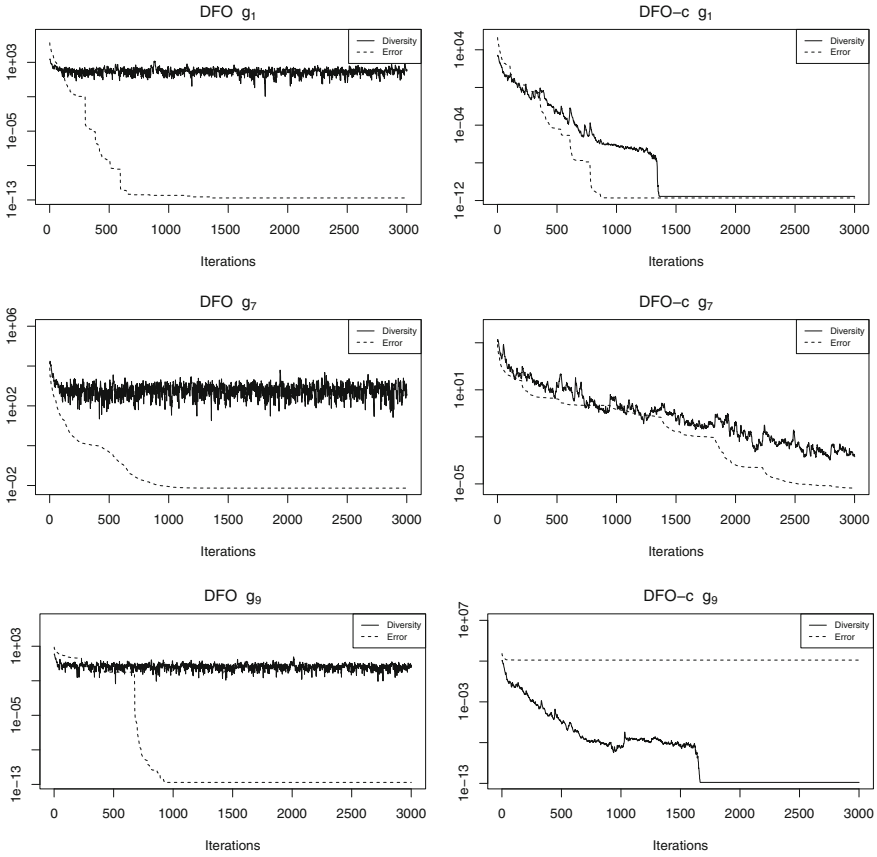 DFO g1
1e+03
1e−05
1e−13
Diversity
Error
0 500 1000 1500 2000 2500 3000
Iterations
DFO−c g1
1e+04
1e−04
1e−12
Diversity
Error
0 500 1000 1500 2000 2500 3000
Iterations
DFO g7
1e+06
1e+02
1e−02
Diversity
Error
0 500 1000 1500 2000 2500 3000
Iterations
DFO−c g7
1e+01
1e−05
Diversity
Error
0 500 1000 1500 2000 2500 3000
Iterations
DFO g9
1e+03
1e−05
1e−13
Diversity
Error
0 500 1000 1500 2000 2500 3000
Iterations
DFO−c g9
1e+07
1e−03
1e−13
Diversity
Error
0 500 1000 1500 2000 2500 3000
Iterations